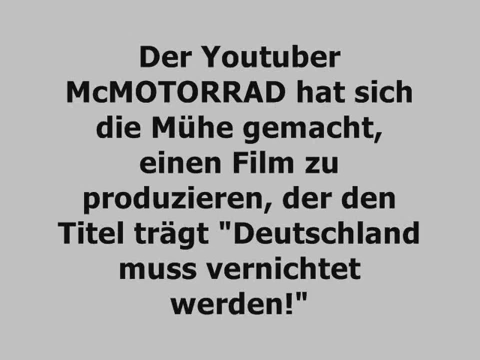 Der Youtuber
McMOTORRAD hat sich
die Mühe gemacht,
einen Film zu
produzieren, der den
Titel trägt "Deutschland
muss vernichtet
werden!"